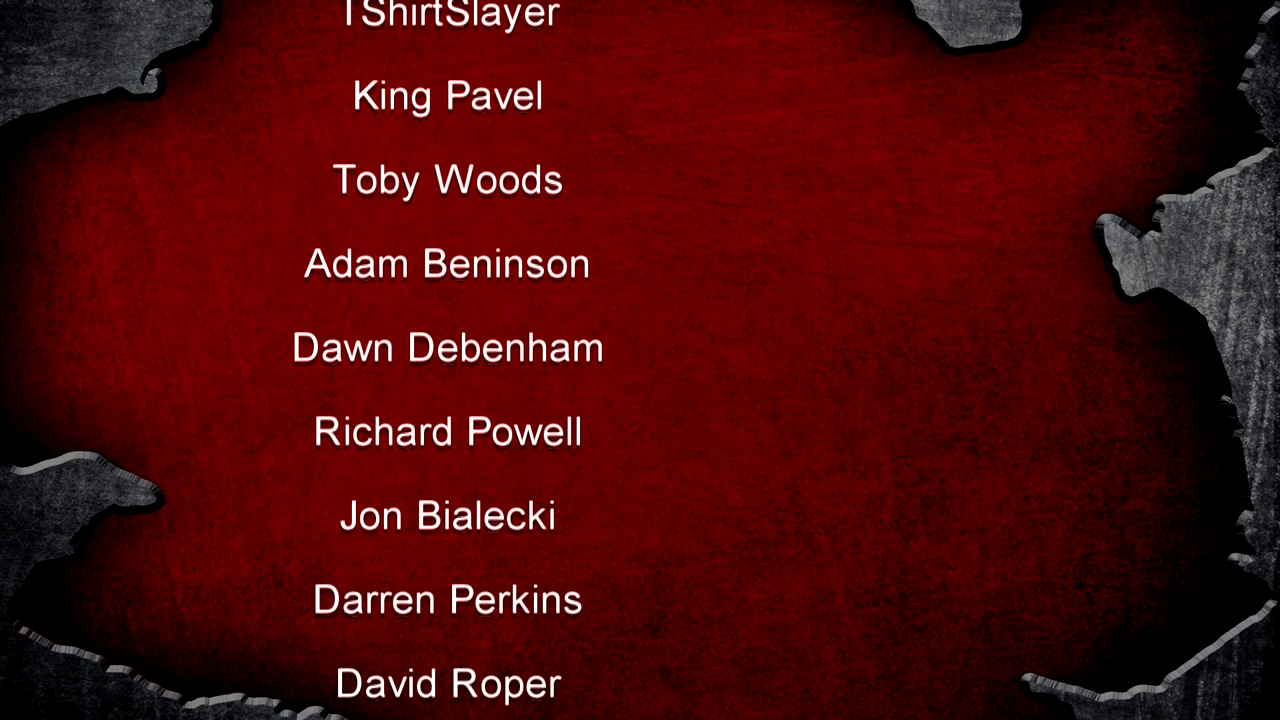 TShirtSlayer
King Pavel
Toby Woods
Adam Beninson
Dawn Debenham
Richard Powell
Jon Bialecki
Darren Perkins
David Roper